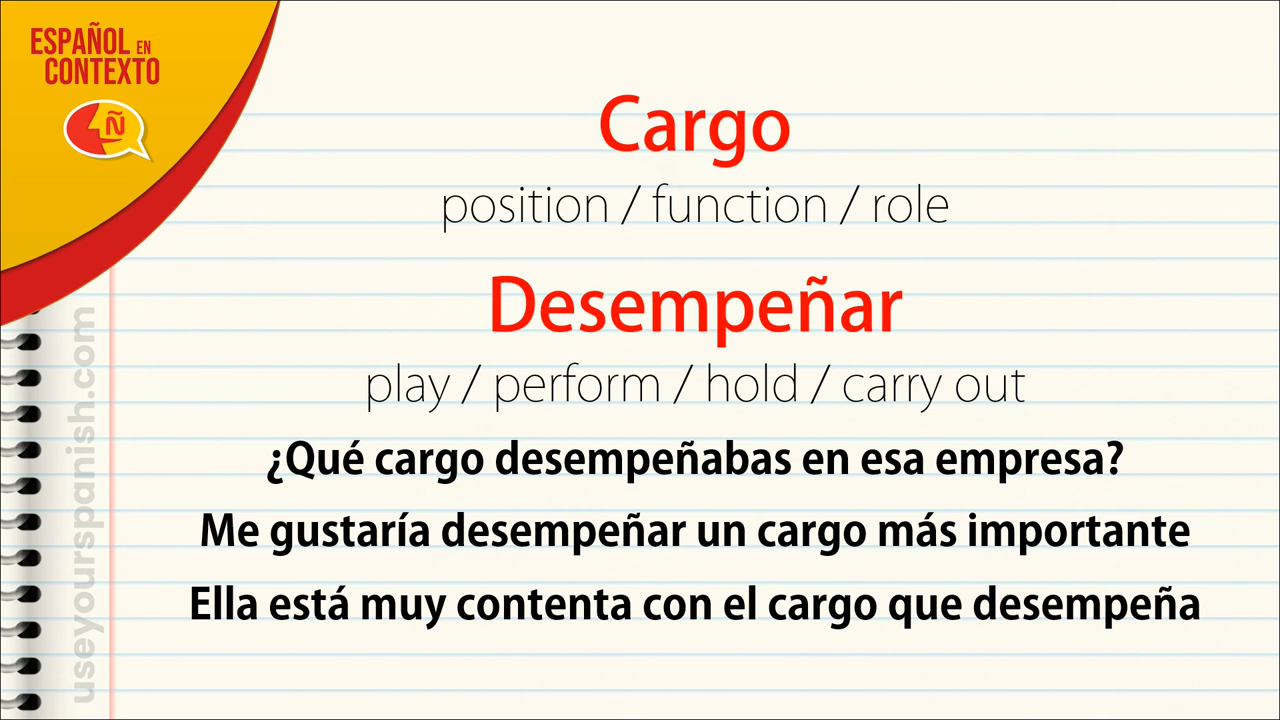 ESPAÑOL EN
CONTEXTO
Ñ
Cargo
position / function / role
Desempeñar
play / perform / hold / carry out
¿Qué cargo desempeñabas en esa empresa?
Me gustaría desempeñar un cargo más importante
Ella está muy contenta con el cargo que desempeña
useyourspanish.com